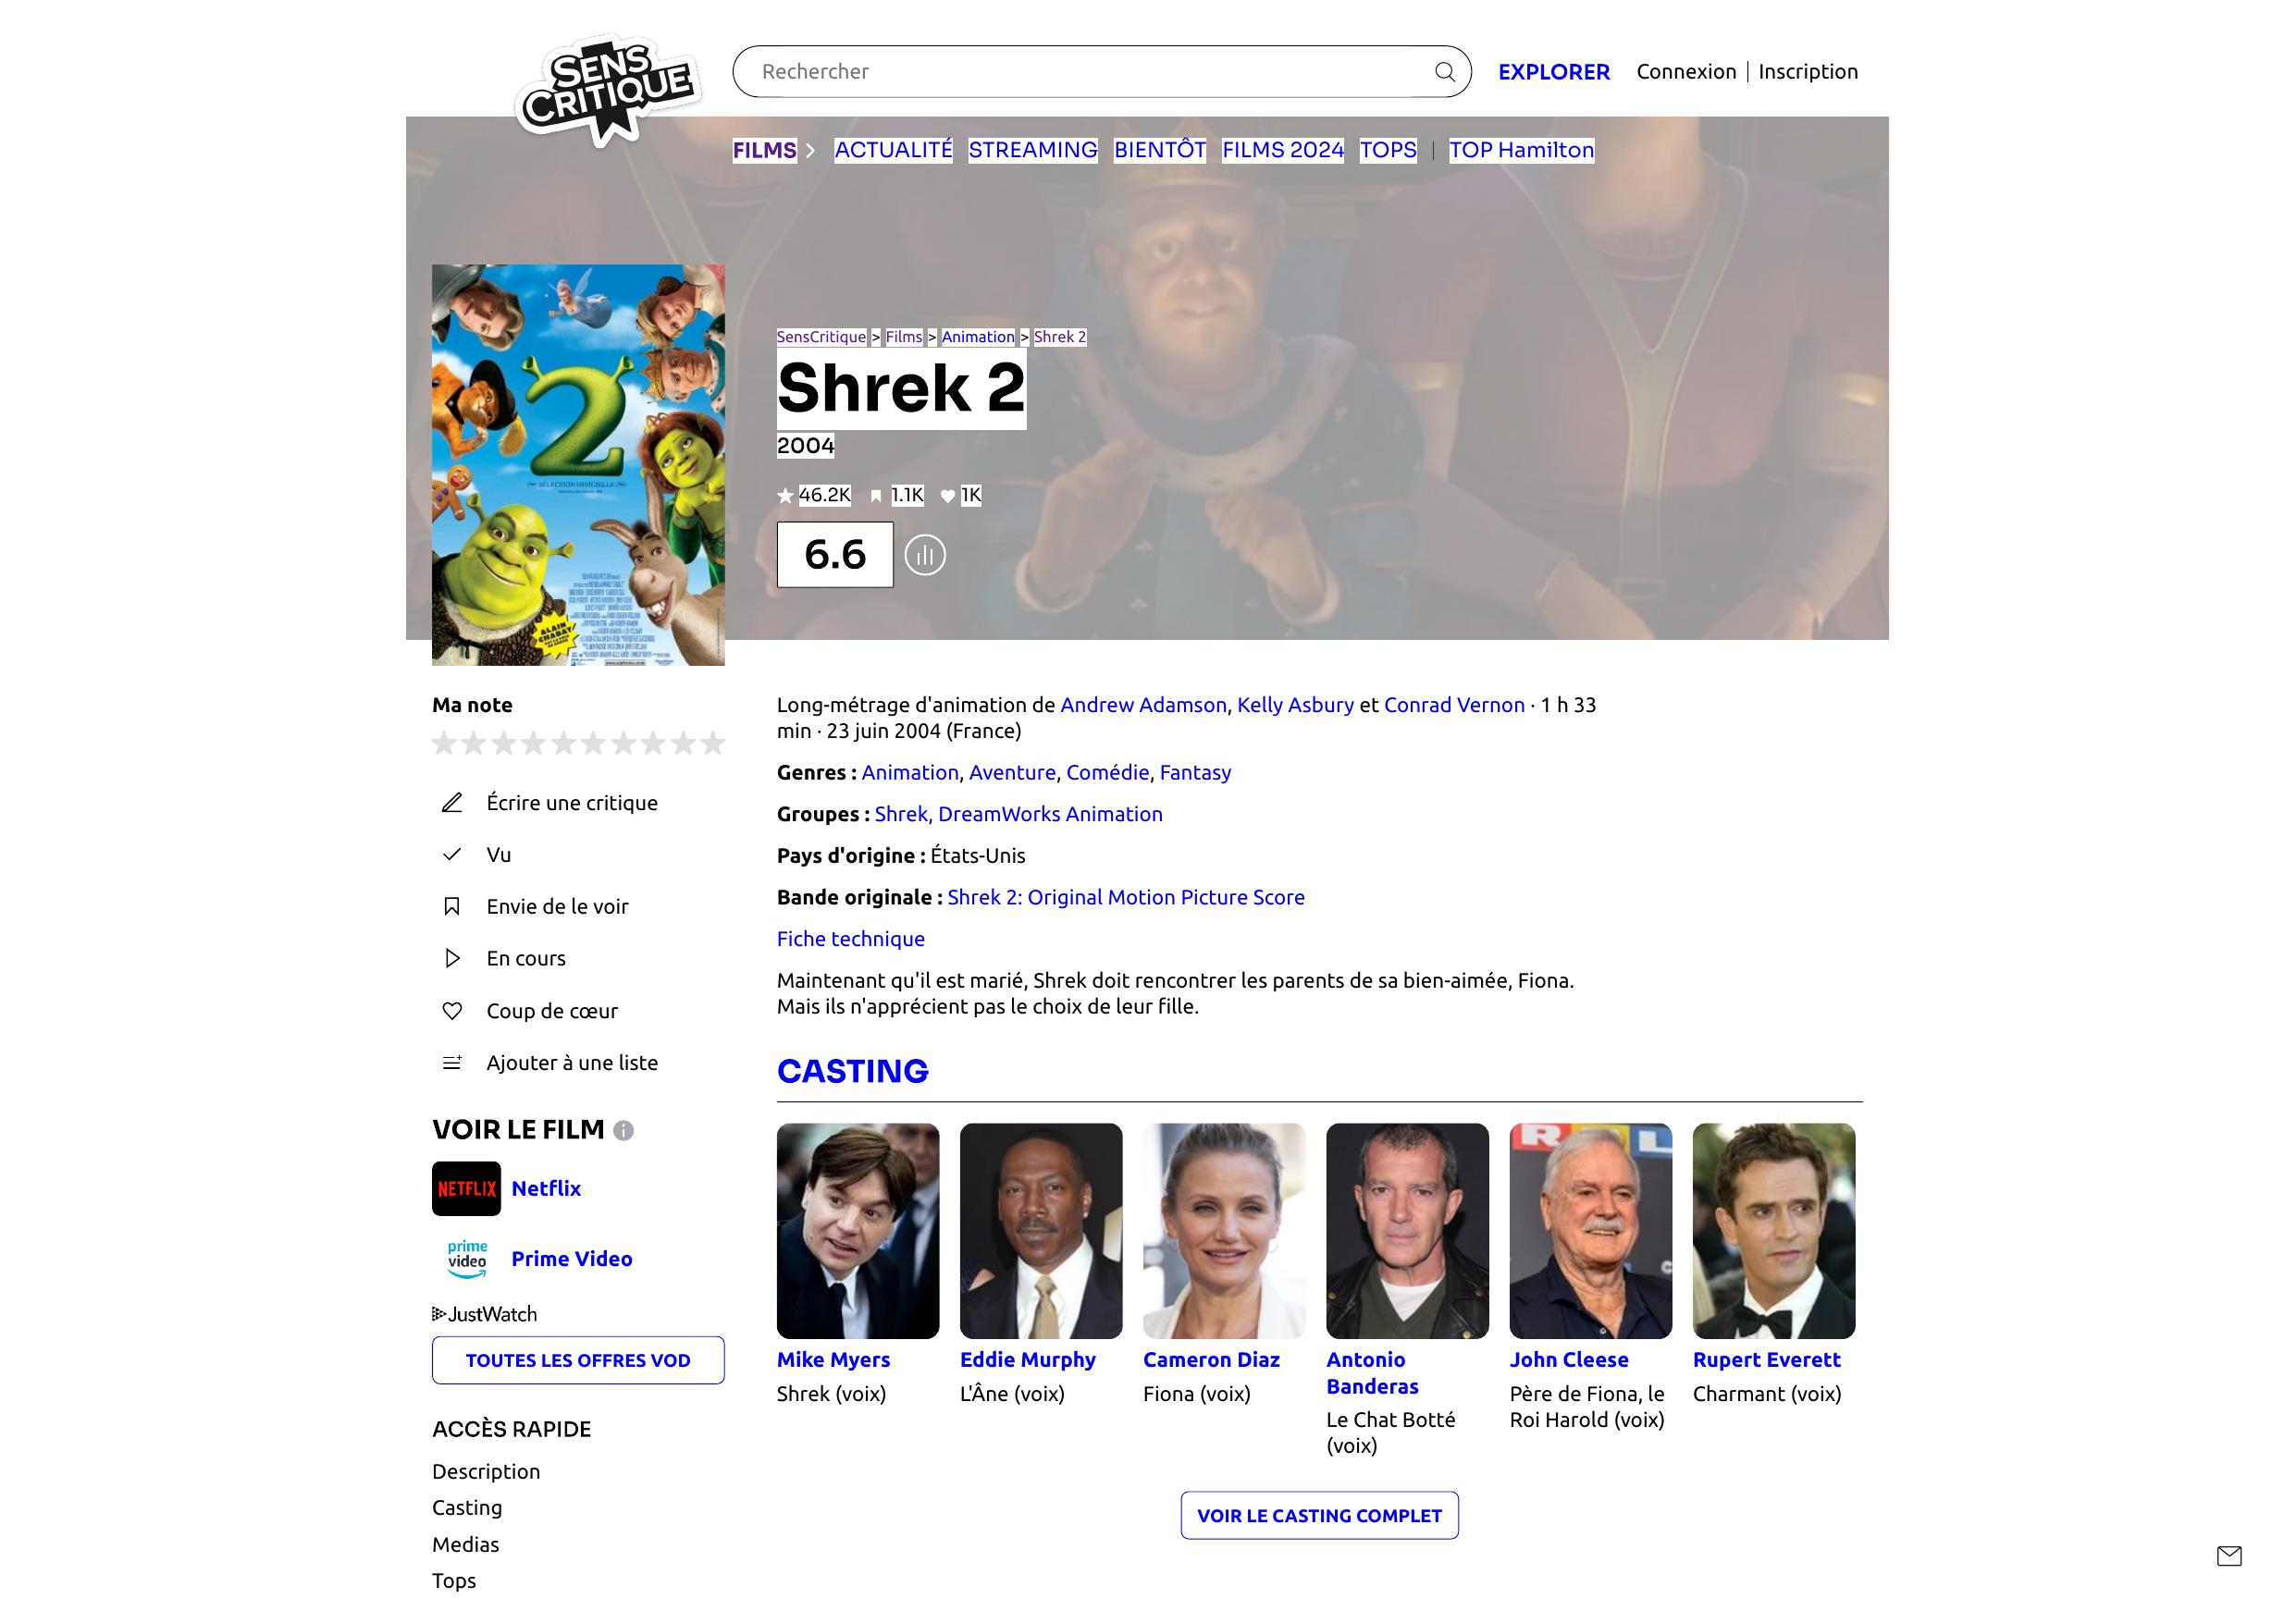 SENS
CRITIQUE
Rechercher
EXPLORER
Connexion
Inscription
FILMS
ACTUALITÉ
STREAMING
BIENTÔT
FILMS 2024
TOPS
TOP Hamilton
SensCritique > Films > Animation > Shrek 2
Shrek 2
2004
46.2K
1.1K
1K
6.6
2
SÉLECTION OFFICIELLE
ALAIN
CHABAT
Ma note
Écrire une critique
Vu
Envie de le voir
En cours
Coup de cœur
Ajouter à une liste
VOIR LE FILM
NETFLIX
Netflix
prime
video
Prime Video
JustWatch
TOUTES LES OFFRES VOD
ACCÈS RAPIDE
Description
Casting
Medias
Tops
Long-métrage d'animation de Andrew Adamson, Kelly Asbury et Conrad Vernon · 1 h 33
min · 23 juin 2004 (France)
Genres : Animation, Aventure, Comédie, Fantasy
Groupes : Shrek, DreamWorks Animation
Pays d'origine : États-Unis
Bande originale : Shrek 2: Original Motion Picture Score
Fiche technique
Maintenant qu'il est marié, Shrek doit rencontrer les parents de sa bien-aimée, Fiona.
Mais ils n'apprécient pas le choix de leur fille.
CASTING
Mike Myers
Shrek (voix)
Eddie Murphy
L'Âne (voix)
Cameron Diaz
Fiona (voix)
Antonio
Banderas
Le Chat Botté
(voix)
John Cleese
Père de Fiona, le
Roi Harold (voix)
Rupert Everett
Charmant (voix)
VOIR LE CASTING COMPLET